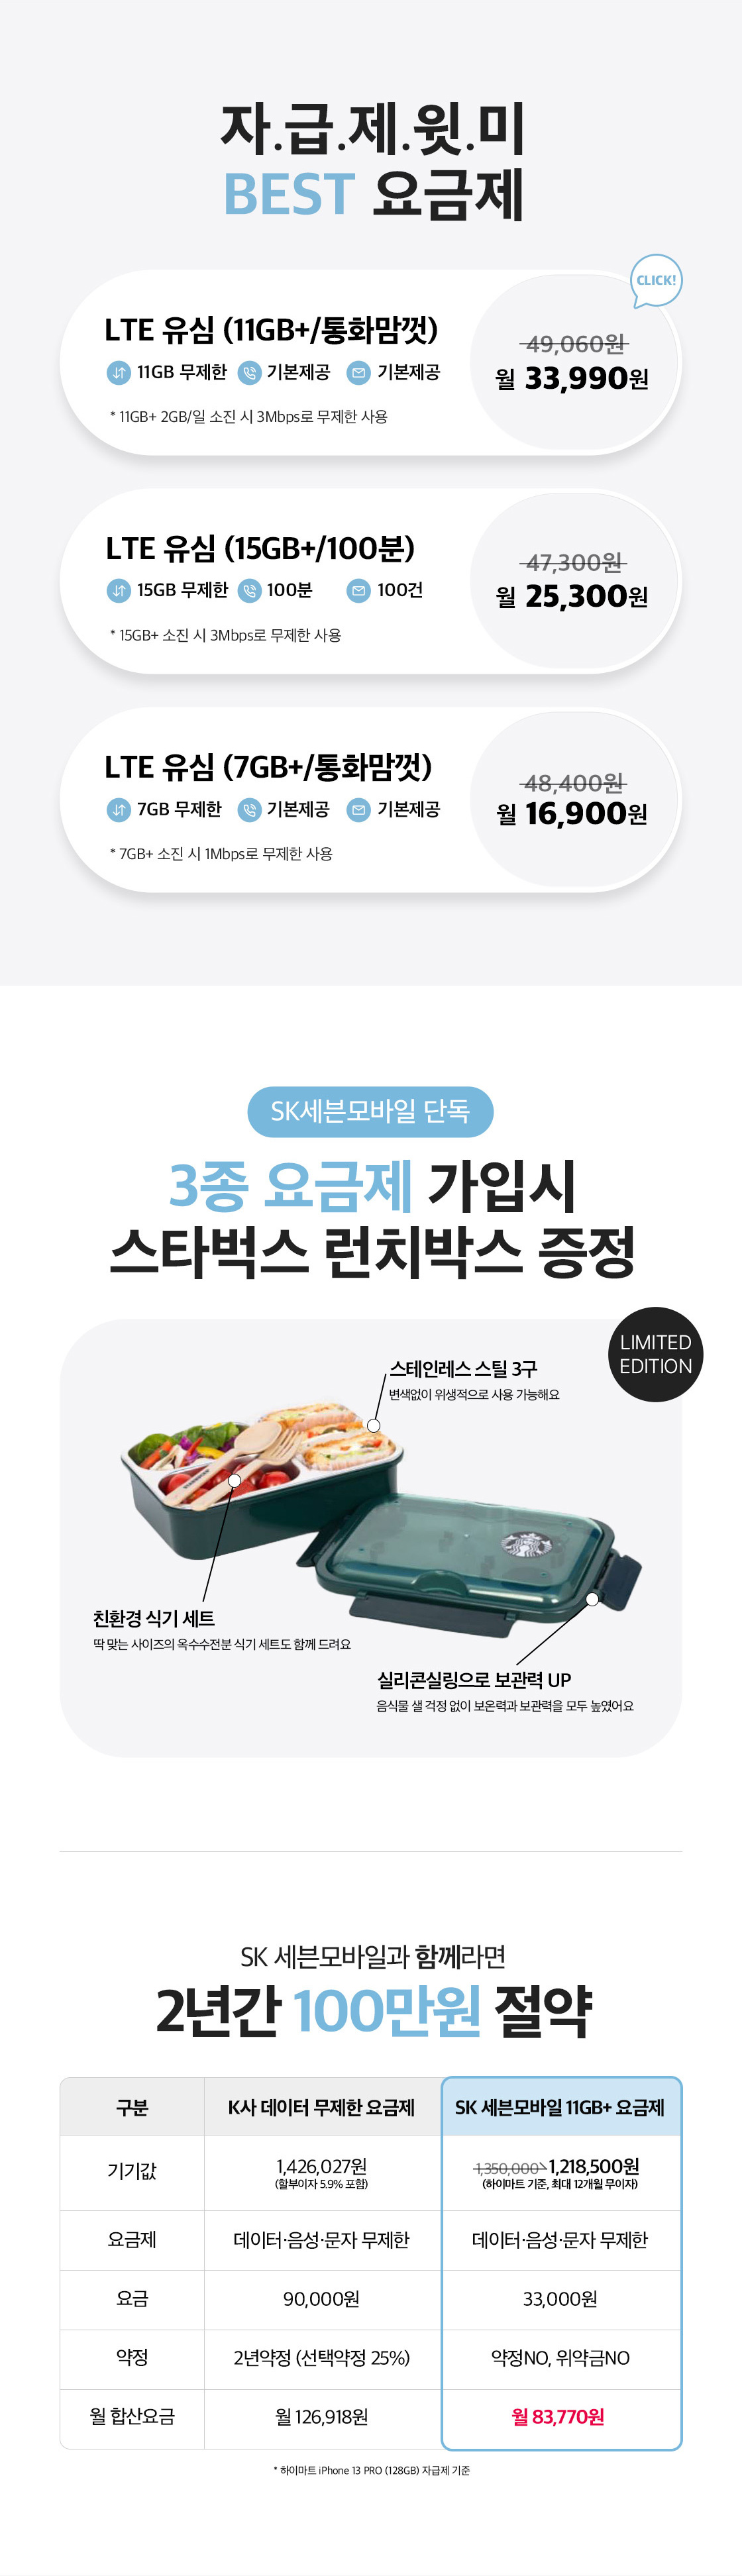 자.급.제.윗.미
BEST 요금제
CLICK!
LTE 유심 (11GB+/통화맘껏)
11GB 무제한 기본제공 기본제공
* 11GB+ 2GB/일 소진 시 3Mbps로 무제한 사용
49,060원
월 33,990원
LTE 유심 (15GB+/100분)
15GB 무제한 100분 100건
* 15GB+ 소진 시 3Mbps로 무제한 사용
47,300원
월 25,300원
LTE 유심 (7GB+/통화맘껏)
7GB 무제한 기본제공 기본제공
* 7GB+ 소진 시 1Mbps로 무제한 사용
48,400원
월 16,900원
SK세븐모바일 단독
3종 요금제 가입시
스타벅스 런치박스 증정
LIMITED
EDITION
스테인레스 스틸 3구
변색없이 위생적으로 사용 가능해요
친환경 식기 세트
딱 맞는 사이즈의 옥수수전분 식기 세트도 함께 드려요
실리콘실링으로 보관력 UP
음식물 샐 걱정 없이 보온력과 보관력을 모두 높였어요
SK 세븐모바일과 함께라면
2년간 100만원 절약
구분 K사 데이터 무제한 요금제 SK 세븐모바일 11GB+ 요금제
기기값 1,426,027원 1,350,000 1,218,500원
(할부이자 5.9% 포함) (하이마트 기준, 최대 12개월 무이자)
요금제 데이터·음성·문자 무제한 데이터·음성·문자 무제한
요금 90,000원 33,000원
약정 2년약정 (선택약정 25%) 약정NO, 위약금NO
월 합산요금 월 126,918원 월 83,770원
* 하이마트 iPhone 13 PRO (128GB) 자급제 기준